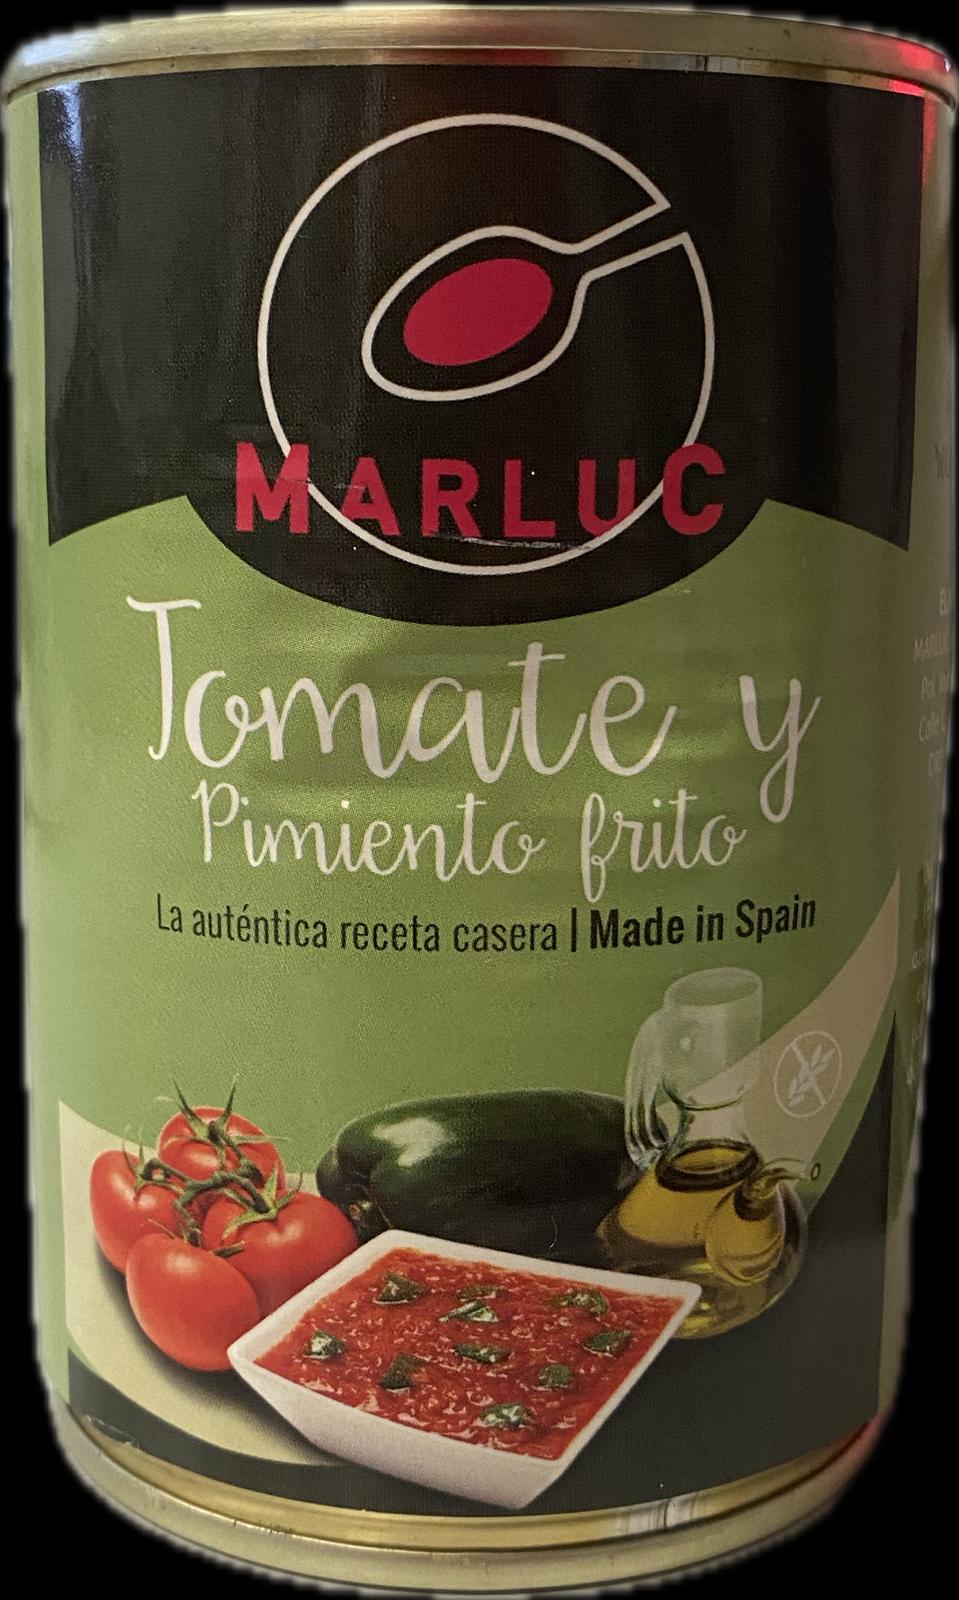 MARLUC
Tomate y
Pimiento frito
La auténtica receta casera | Made in Spain